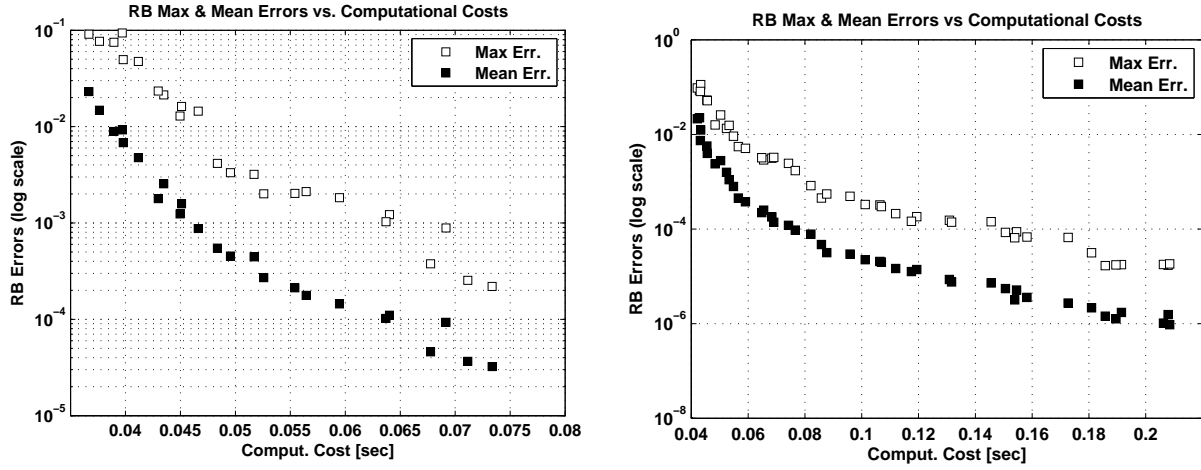 RB Max & Mean Errors vs. Computational Costs
10⁻¹
10⁻²
10⁻³
10⁻⁴
10⁻⁵
RB Errors (log scale)
Max Err.
Mean Err.
0.04 0.045 0.05 0.055 0.06 0.065 0.07 0.075 0.08
Comput. Cost [sec]
RB Max & Mean Errors vs Computational Costs
10⁰
10⁻²
10⁻⁴
10⁻⁶
10⁻⁸
RB Errors (log scale)
Max Err.
Mean Err.
0.04 0.06 0.08 0.1 0.12 0.14 0.16 0.18 0.2
Comput. Cost [sec]